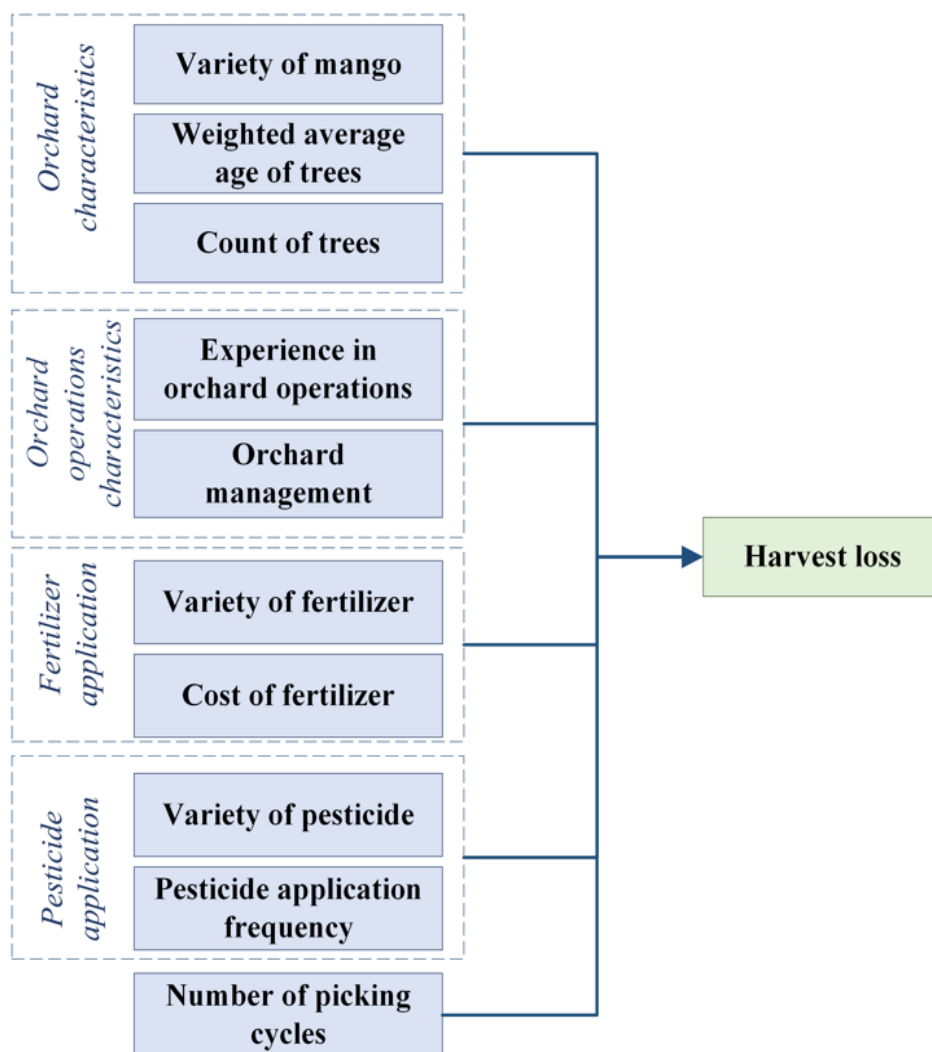 Orchard
characteristics
Variety of mango
Weighted average
age of trees
Count of trees
Orchard
operations
characteristics
Experience in
orchard operations
Orchard
management
Fertilizer
application
Variety of fertilizer
Cost of fertilizer
Pesticide
application
Variety of pesticide
Pesticide application
frequency
Number of picking
cycles
Harvest loss